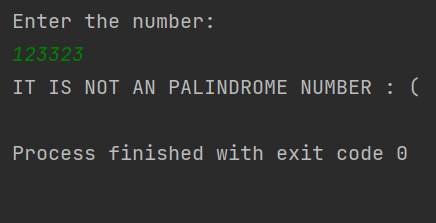 Enter the number:
123323
IT IS NOT AN PALINDROME NUMBER : (
Process finished with exit code 0